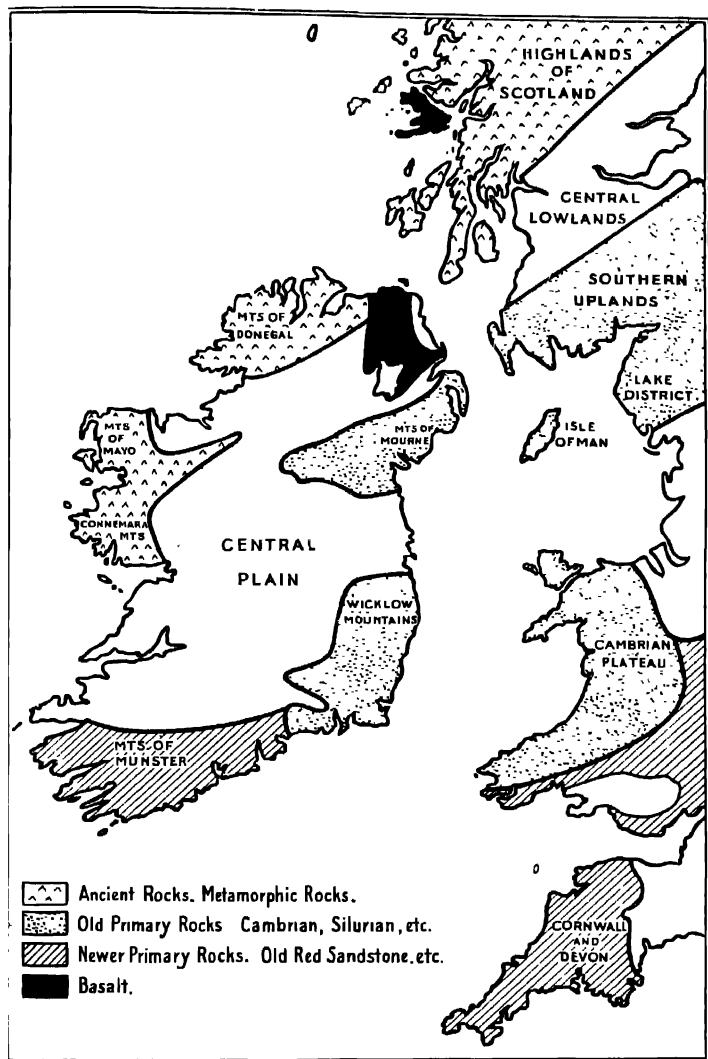 HIGHLANDS
OF
SCOTLAND
CENTRAL
LOWLANDS
SOUTHERN
UPLANDS
MTS OF
DONEGAL
LAKE
DISTRICT.
MTS
OF
MAYO
MTS OF
MOURNE
ISLE
OF MAN
CONNEMARA
MTS
CENTRAL
PLAIN
WICKLOW
MOUNTAINS
CAMBRIAN
PLATEAU
MTS. OF
MUNSTER
CORNWALL
AND
DEVON
Ancient Rocks. Metamorphic Rocks.
Old Primary Rocks Cambrian, Silurian, etc.
Newer Primary Rocks. Old Red Sandstone. etc.
Basalt.